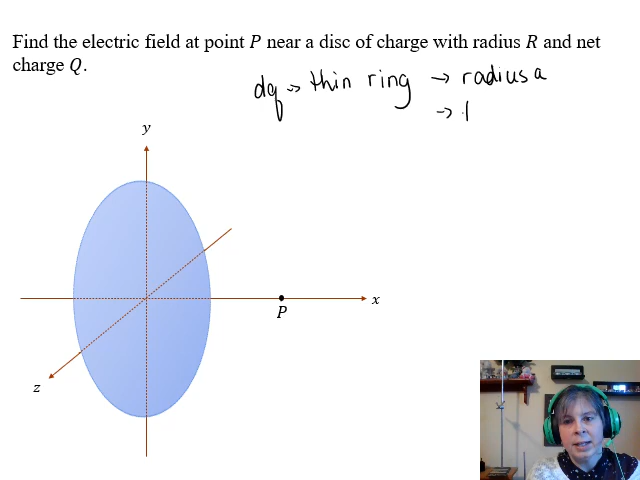 Find the electric field at point P near a disc of charge with radius R and net
charge Q.
dq → thin ring → radius a
→
y
x
P
z